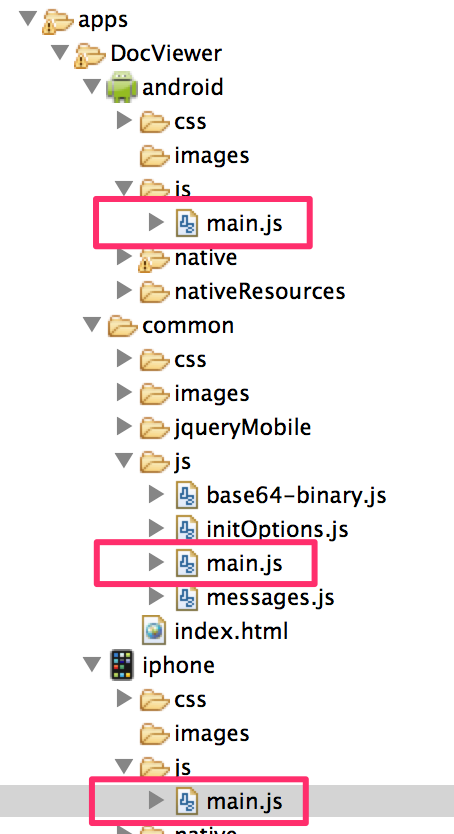 apps
DocViewer
android
css
images
js
main.js
native
nativeResources
common
css
images
jqueryMobile
js
base64-binary.js
initOptions.js
main.js
messages.js
index.html
iphone
css
images
js
main.js
native